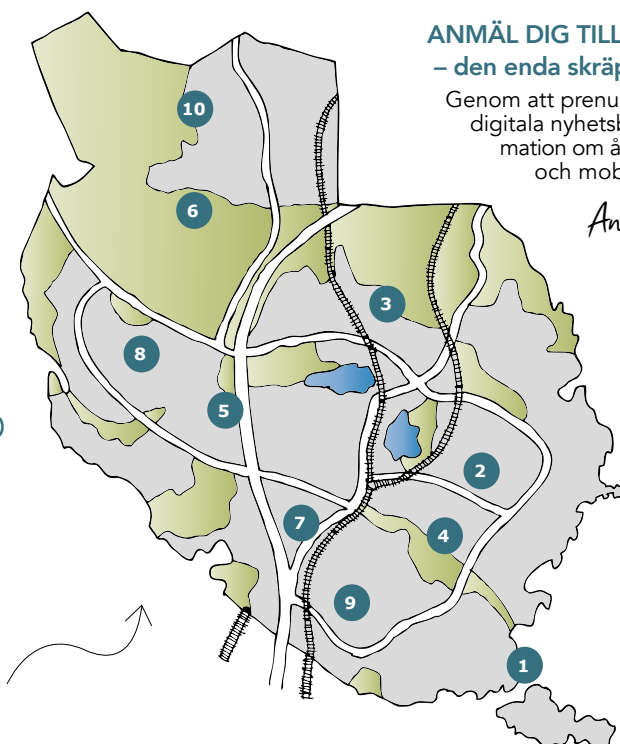 ANMÄL DIG TILL
– den enda skräp
Genom att prenu
digitala nyhetsb
mation om å
och mob
An
10
6
3
8
5
2
7
4
9
1
)